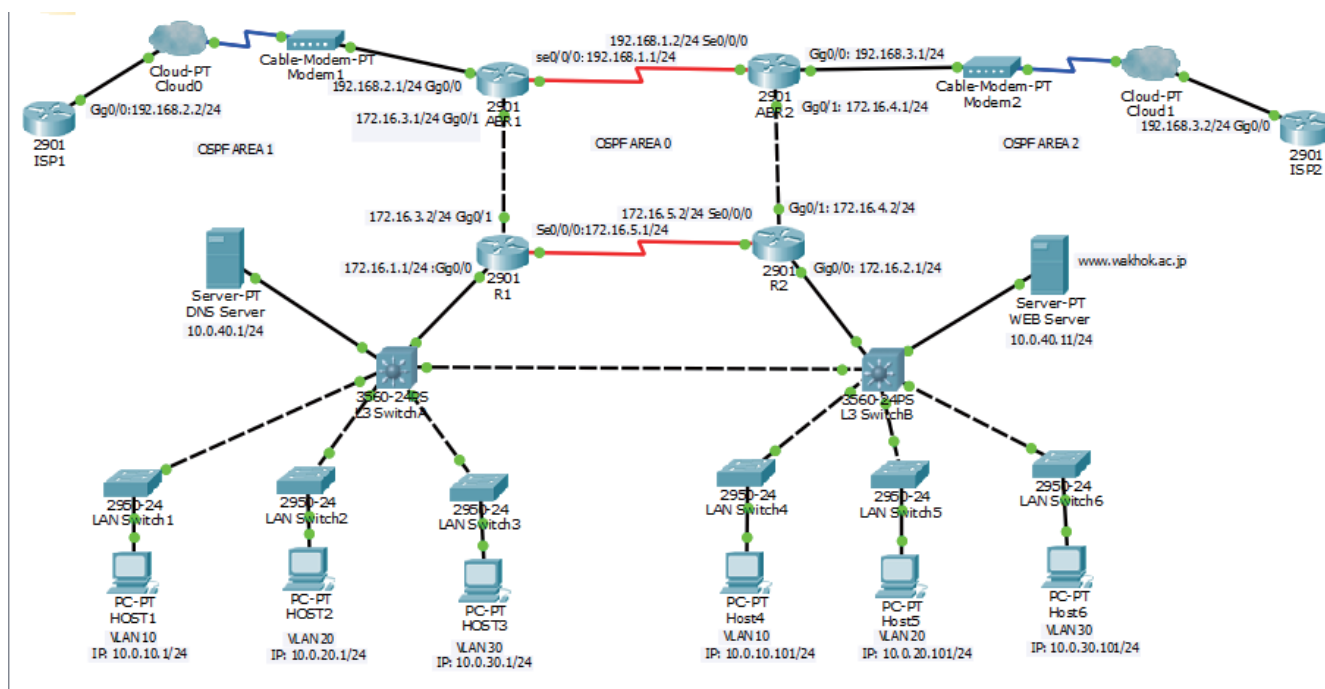 192.168.1.2/24 Se0/0/0
se0/0/0: 192.168.1.1/24
Gg0/0: 192.168.3.1/24
Cloud-PT
Cloud0
Cable-Modem-PT
Modem1
192.168.2.1/24 Gg0/0
2901
ABR1
2901
ABR2
Cable-Modem-PT
Modem2
Cloud-PT
Cloud1
Gg0/0:192.168.2.2/24
172.16.3.1/24 Gg0/1
Gg0/1: 172.16.4.1/24
192.168.3.2/24 Gig0/0
2901
ISP1
OSPF AREA 1
OSPF AREA 0
OSPF AREA 2
2901
ISP2
172.16.3.2/24 Gg0/1
172.16.5.2/24 Se0/0/0
Se0/0/0:172.16.5.1/24
Gg0/1: 172.16.4.2/24
172.16.1.1/24 :Gg0/0
2901
R1
2901
R2
Gig0/0: 172.16.2.1/24
www.wakhok.ac.jp
Server-PT
DNS Server
10.0.40.1/24
Server-PT
WEB Server
10.0.40.11/24
3560-24PS
L3 SwitchA
3560-24PS
L3 SwitchB
2950-24
LAN Switch1
2950-24
LAN Switch2
2950-24
LAN Switch3
2950-24
LAN Switch4
2950-24
LAN Switch5
2950-24
LAN Switch6
PC-PT
HOST1
VLAN 10
IP: 10.0.10.1/24
PC-PT
HOST2
VLAN 20
IP: 10.0.20.1/24
PC-PT
HOST3
VLAN 30
IP: 10.0.30.1/24
PC-PT
Host4
VLAN 10
IP: 10.0.10.101/24
PC-PT
Host5
VLAN 20
IP: 10.0.20.101/24
PC-PT
Host6
VLAN 30
IP: 10.0.30.101/24